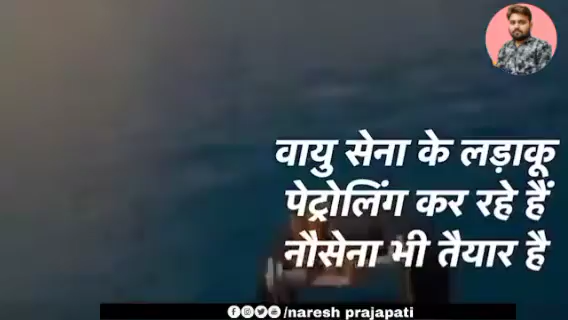 वायु सेना के लड़ाकू
पेट्रोलिंग कर रहे हैं
नौसेना भी तैयार है
/naresh prajapati